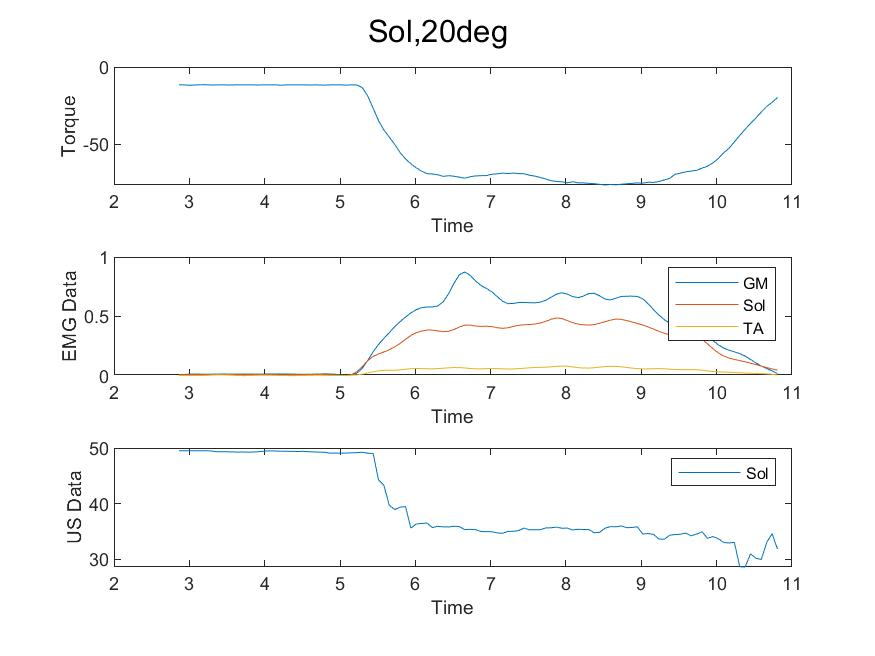 Sol,20deg
0
-50
Torque
2 3 4 5 6 7 8 9 10 11
Time
1
0.5
0
EMG Data
GM
Sol
TA
2 3 4 5 6 7 8 9 10 11
Time
50
40
30
US Data
Sol
2 3 4 5 6 7 8 9 10 11
Time